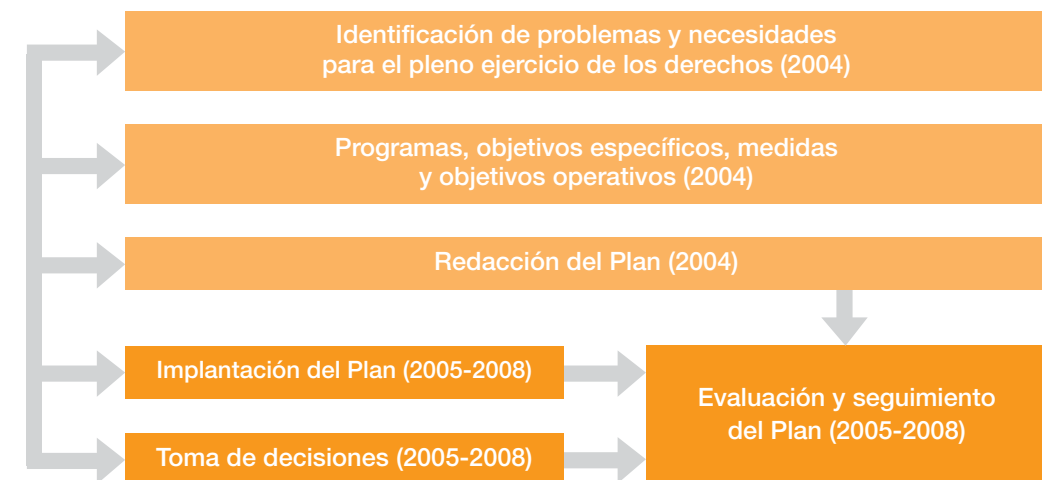 Identificación de problemas y necesidades
para el pleno ejercicio de los derechos (2004)
Programas, objetivos específicos, medidas
y objetivos operativos (2004)
Redacción del Plan (2004)
Implantación del Plan (2005-2008)
Evaluación y seguimiento
del Plan (2005-2008)
Toma de decisiones (2005-2008)